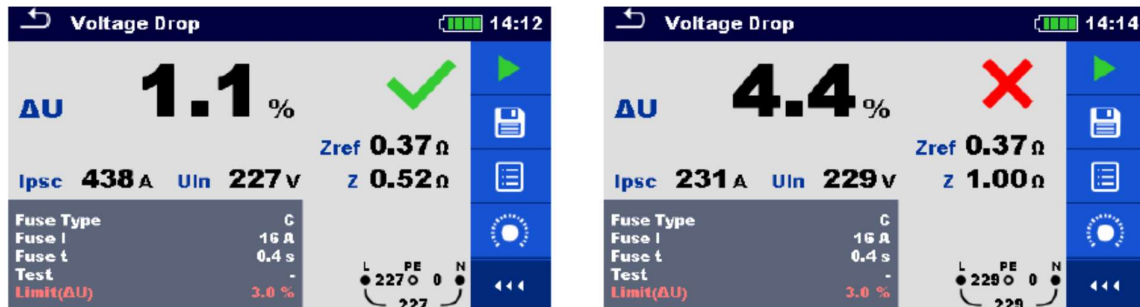 Voltage Drop 14:12
ΔU 1.1 %
Zref 0.37 Ω
Ipsc 438 A Uln 227 V Z 0.52 Ω
Fuse Type C
Fuse I 16 A
Fuse t 0.4 s
Test -
Limit(ΔU) 3.0 %
L PE N
227 0
227
Voltage Drop 14:14
ΔU 4.4 %
Zref 0.37 Ω
Ipsc 231 A Uln 229 V Z 1.00 Ω
Fuse Type C
Fuse I 16 A
Fuse t 0.4 s
Test -
Limit(ΔU) 3.0 %
L PE N
229 0
229